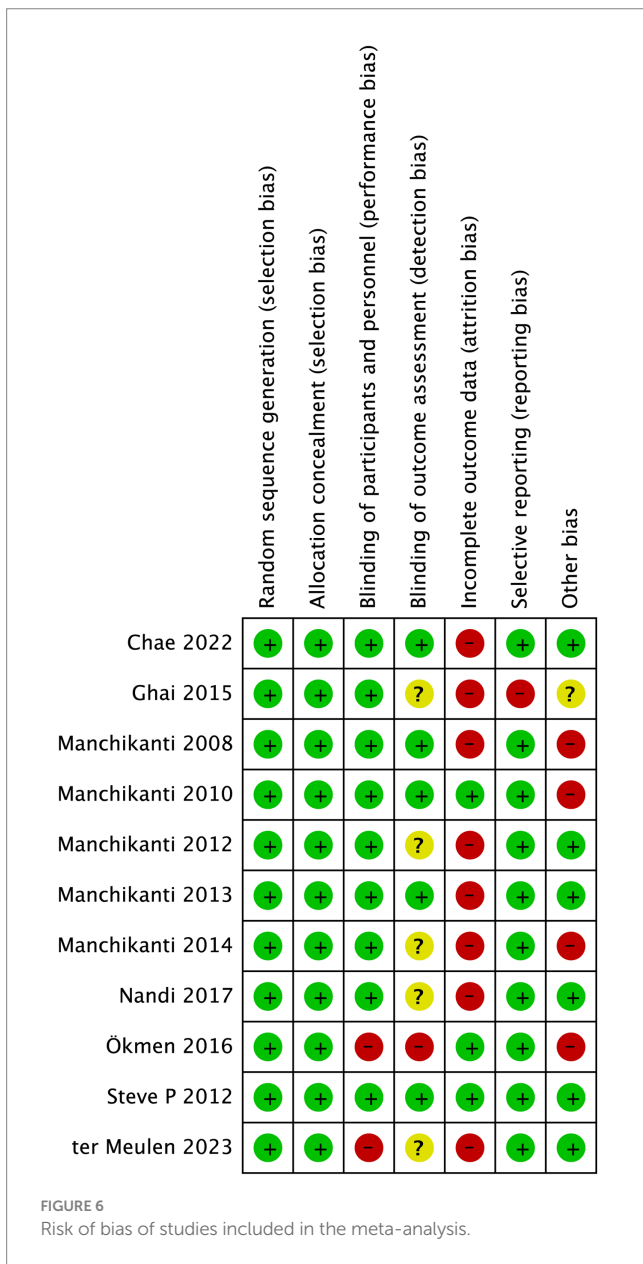 Random sequence generation (selection bias)
Allocation concealment (selection bias)
Blinding of participants and personnel (performance bias)
Blinding of outcome assessment (detection bias)
Incomplete outcome data (attrition bias)
Selective reporting (reporting bias)
Other bias
Chae 2022 + + + + - + +
Ghai 2015 + + + ? - - ?
Manchikanti 2008 + + + + - + -
Manchikanti 2010 + + + + + + -
Manchikanti 2012 + + + ? - + +
Manchikanti 2013 + + + + - + +
Manchikanti 2014 + + + ? - + -
Nandi 2017 + + + ? - + +
Ökmen 2016 + + - - + + -
Steve P 2012 + + + + + + +
ter Meulen 2023 + + - ? - + +
FIGURE 6
Risk of bias of studies included in the meta-analysis.